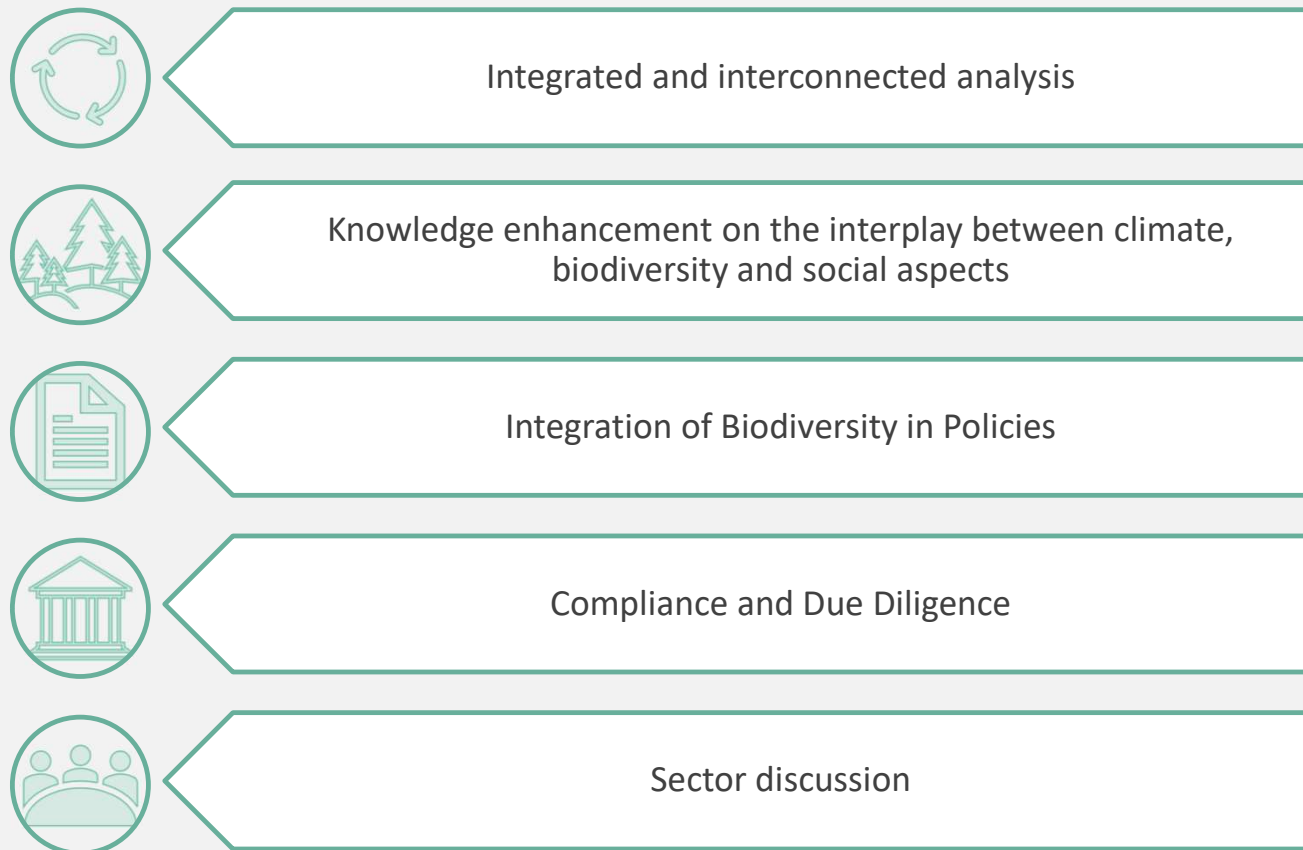 Integrated and interconnected analysis
Knowledge enhancement on the interplay between climate,
biodiversity and social aspects
Integration of Biodiversity in Policies
Compliance and Due Diligence
Sector discussion